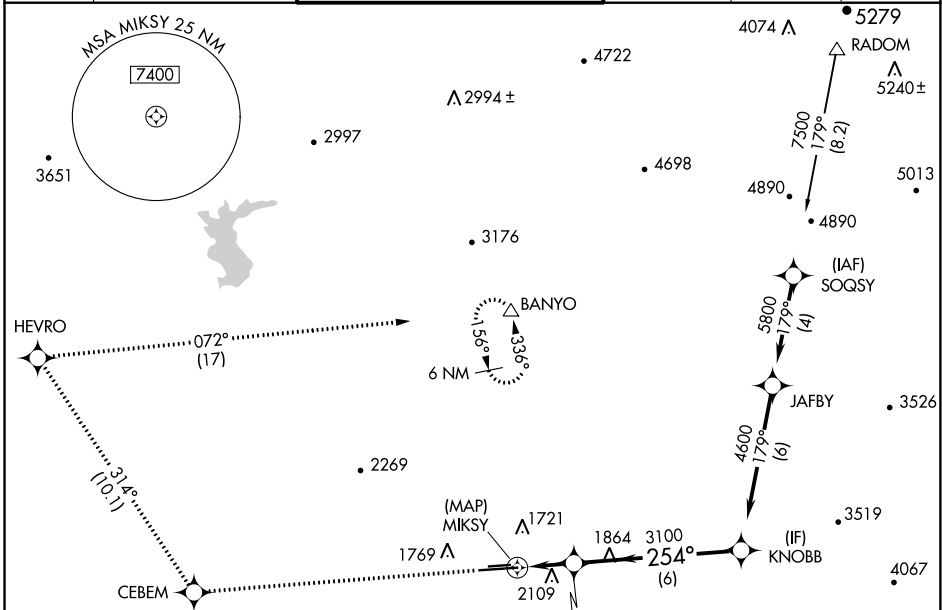 MSA MIKSY 25 NM
7400
4722
4074
5279
RADOM
5240±
2994±
2997
3651
7500
179°
(8.2)
4698
5013
4890
4890
3176
(IAF)
SOQSY
5800
179°
(4)
BANYO
HEVRO
072°
(17)
156°
336°
6 NM
JAFBY
3526
4600
179°
(6)
2269
314°
(10.1)
(MAP)
MIKSY
1721
1864
3100
254°
(6)
3519
(IF)
KNOBB
1769
2109
4067
CEBEM
N